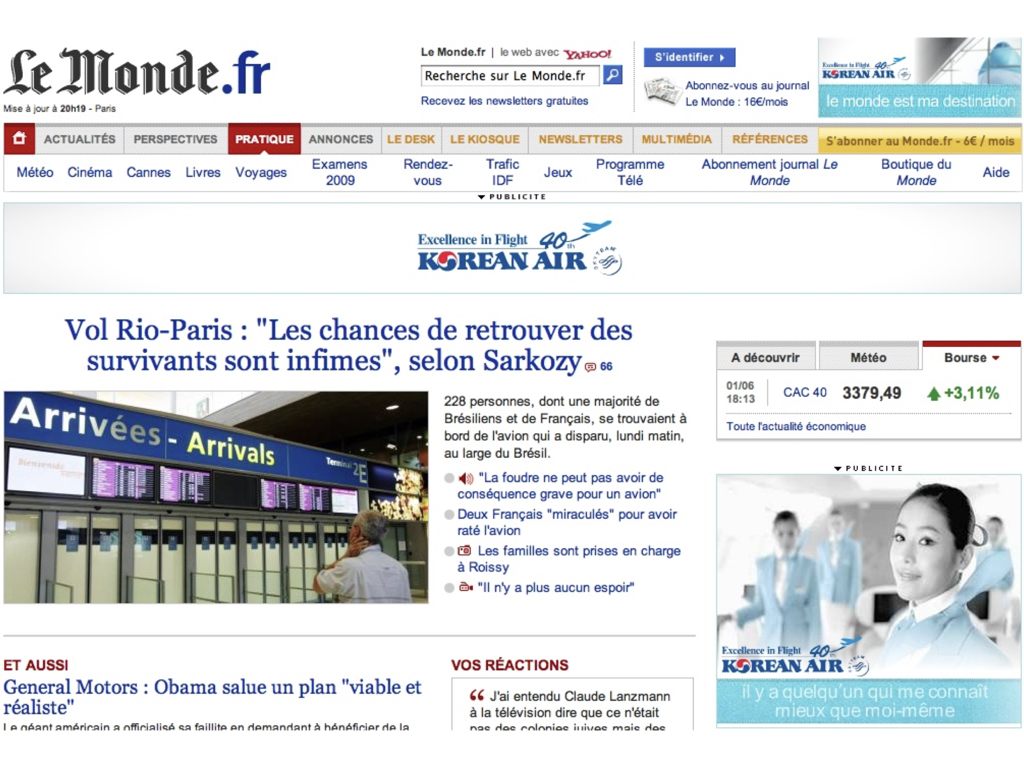 Le Monde.fr
Mise à jour à 20h19 - Paris
Le Monde.fr | le web avec YAHOO!
Recherche sur Le Monde.fr
Recevez les newsletters gratuites
S'identifier
Abonnez-vous au journal
Le Monde : 16€/mois
Excellence in Flight 40th
KOREAN AIR
le monde est ma destination
ACTUALITÉS PERSPECTIVES PRATIQUE ANNONCES LE DESK LE KIOSQUE NEWSLETTERS MULTIMÉDIA RÉFÉRENCES S'abonner au Monde.fr - 6€ / mois
Météo Cinéma Cannes Livres Voyages Examens 2009 Rendez-vous Trafic IDF Jeux Programme Télé Abonnement journal Le Monde Boutique du Monde Aide
PUBLICITE
Excellence in Flight 40th
KOREAN AIR
SKYTEAM
Vol Rio-Paris : "Les chances de retrouver des
survivants sont infimes", selon Sarkozy 66
Arrivées - Arrivals
Terminal 2E
Bienvenido
228 personnes, dont une majorité de
Brésiliens et de Français, se trouvaient à
bord de l'avion qui a disparu, lundi matin,
au large du Brésil.
"La foudre ne peut pas avoir de
conséquence grave pour un avion"
Deux Français "miraculés" pour avoir
raté l'avion
Les familles sont prises en charge
à Roissy
"Il n'y a plus aucun espoir"
A découvrir Météo Bourse
01/06
18:13
CAC 40 3379,49 +3,11%
Toute l'actualité économique
PUBLICITE
Excellence in Flight 40th
KOREAN AIR
il y a quelqu'un qui me connaît
mieux que moi-même
ET AUSSI
General Motors : Obama salue un plan "viable et
réaliste"
Le géant américain a officialisé sa faillite en demandant à bénéficier de la
VOS RÉACTIONS
J'ai entendu Claude Lanzmann
à la télévision dire que ce n'était
pas des colonies juives mais des